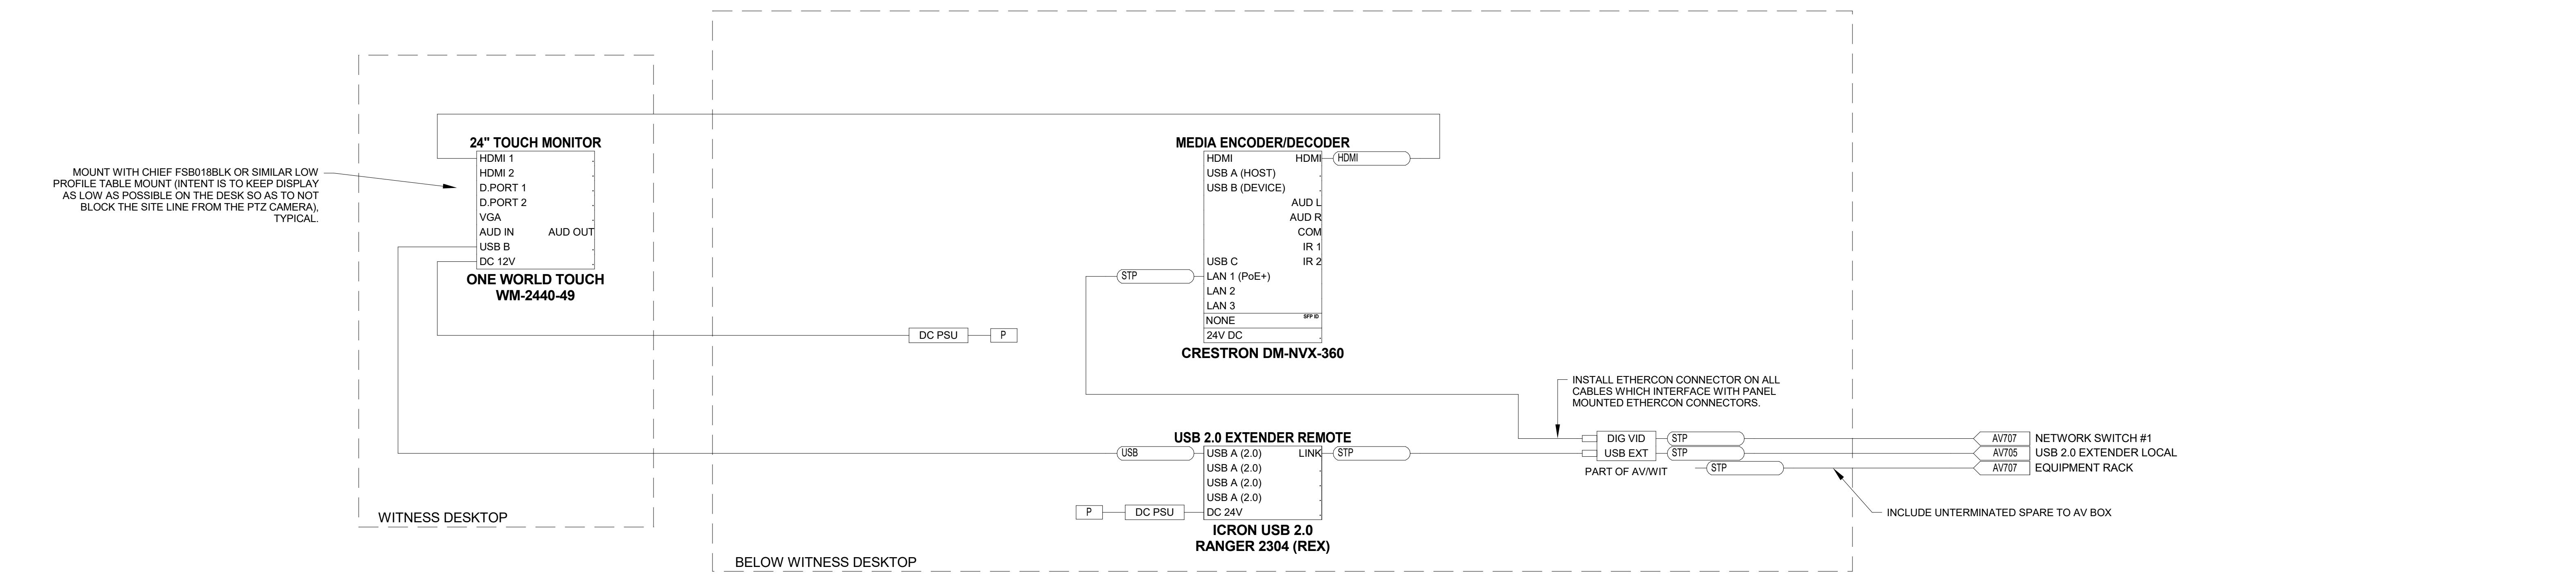 MOUNT WITH CHIEF FSB018BLK OR SIMILAR LOW
PROFILE TABLE MOUNT (INTENT IS TO KEEP DISPLAY
AS LOW AS POSSIBLE ON THE DESK SO AS TO NOT
BLOCK THE SITE LINE FROM THE PTZ CAMERA),
TYPICAL.
24" TOUCH MONITOR
HDMI 1
HDMI 2
D.PORT 1
D.PORT 2
VGA
AUD IN AUD OUT
USB B
DC 12V
ONE WORLD TOUCH
WM-2440-49
WITNESS DESKTOP
DC PSU P
MEDIA ENCODER/DECODER
HDMI HDMI HDMI
USB A (HOST)
USB B (DEVICE)
AUD L
AUD R
COM
IR 1
USB C IR 2
STP LAN 1 (PoE+)
LAN 2
LAN 3
NONE SFP ID
24V DC
CRESTRON DM-NVX-360
USB 2.0 EXTENDER REMOTE
USB USB A (2.0) LINK STP
USB A (2.0)
USB A (2.0)
USB A (2.0)
P DC PSU DC 24V
ICRON USB 2.0
RANGER 2304 (REX)
BELOW WITNESS DESKTOP
INSTALL ETHERCON CONNECTOR ON ALL
CABLES WHICH INTERFACE WITH PANEL
MOUNTED ETHERCON CONNECTORS.
DIG VID STP AV707 NETWORK SWITCH #1
USB EXT STP AV705 USB 2.0 EXTENDER LOCAL
PART OF AV/WIT STP AV707 EQUIPMENT RACK
INCLUDE UNTERMINATED SPARE TO AV BOX